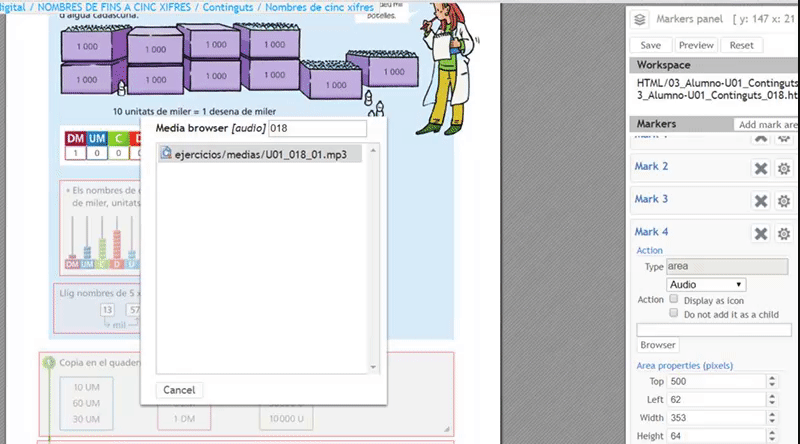 igital / NOMBRES DE FINS A CINC XIFRES / Continguts / Nombres de cinc xifres
d'aigua cadascuna.
deu mil
botelles.
1 000 1 000 1 000 1 000
1 000 1 000 1 000 1 000 1 000 1 000
10 unitats de miler = 1 desena de miler
DM UM C D
1 0 0
• Els nombres de
de miler, unitats
DM UM C D U
Llig nombres de 5 x
13 57
mil
Copia en el quader
10 UM
60 UM
30 UM 1 DM 10 000 U
Media browser [audio] 018
ejercicios/medias/U01_018_01.mp3
Cancel
Markers panel [ y: 147 x: 21
Save Preview Reset
Workspace
HTML/03_Alumno-U01_Continguts
3_Alumno-U01_Continguts_018.ht
Markers Add mark are
Mark 2
Mark 3
Mark 4
Action
Type area
Audio
Action Display as icon
Do not add it as a child
Browser
Area properties (pixels)
Top 500
Left 62
Width 353
Height 64